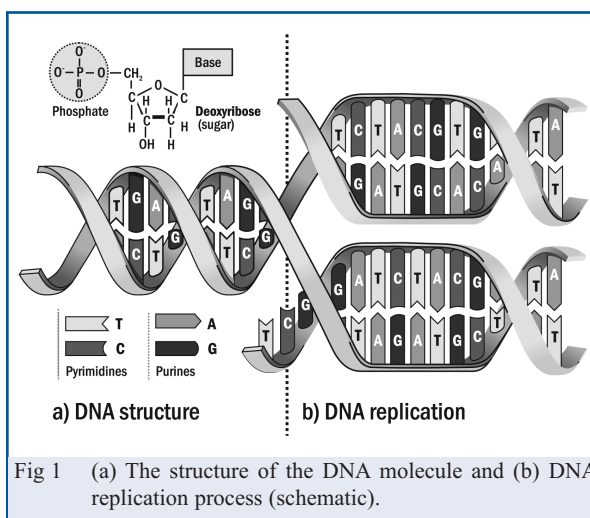 O-
O- P O CH2 O Base
O
H H H H
OH H
Phosphate
Deoxyribose
(sugar)
T C T A C G T G T A
G A T G C A C A T
T G A T A G
C T G T C G
T C G G A T C T A C G T A
T A G A T G C T T
T A
C G
Pyrimidines Purines
a) DNA structure b) DNA replication
Fig 1 (a) The structure of the DNA molecule and (b) DNA
replication process (schematic).